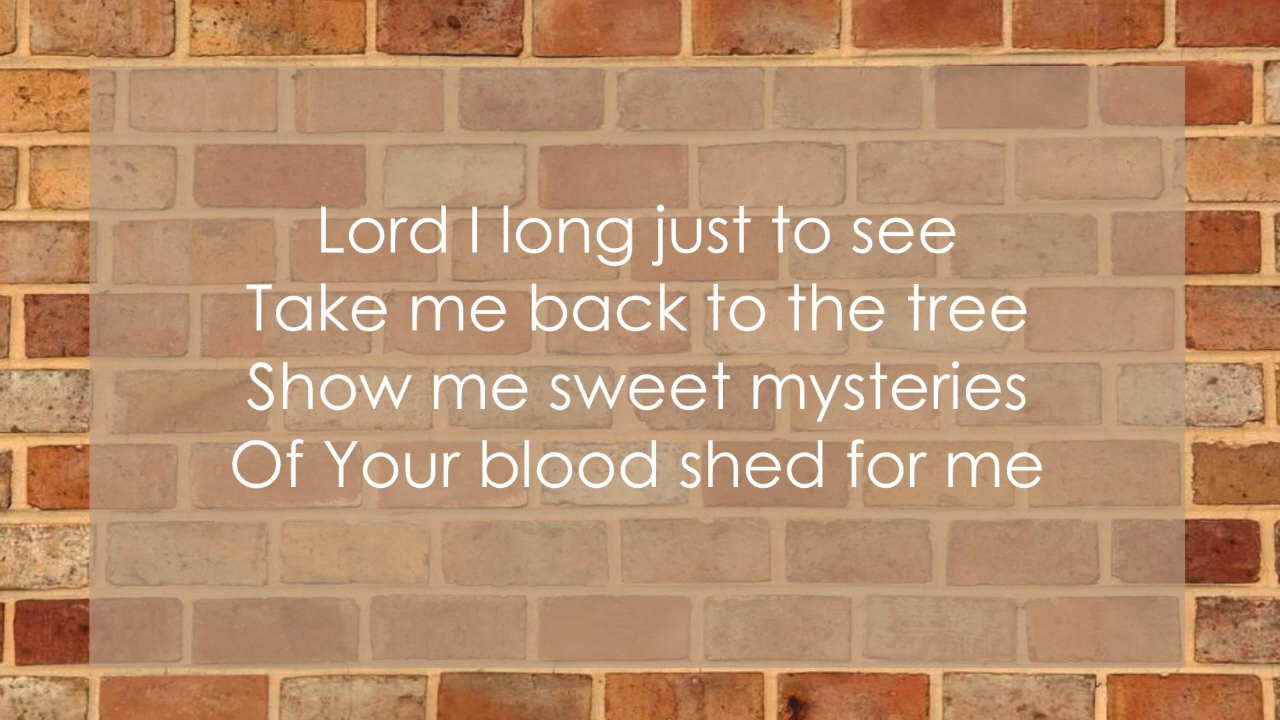 Lord I long just to see
Take me back to the tree
Show me sweet mysteries
Of Your blood shed for me